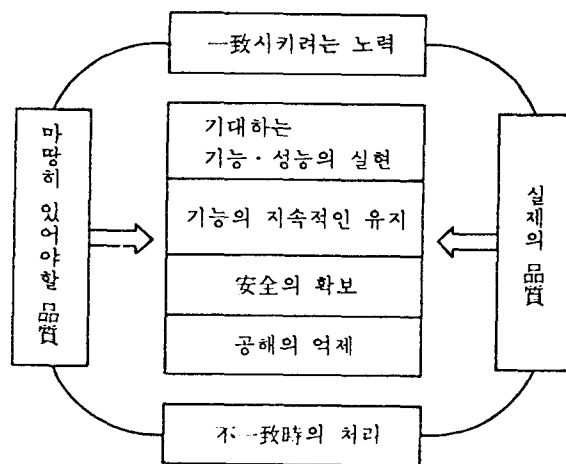 一致시키려는 노력
마땅히 있어야할 品質
기대하는
기능·성능의 실현
기능의 지속적인 유지
安全의 확보
공해의 억제
실제의 品質
不一致時의 처리